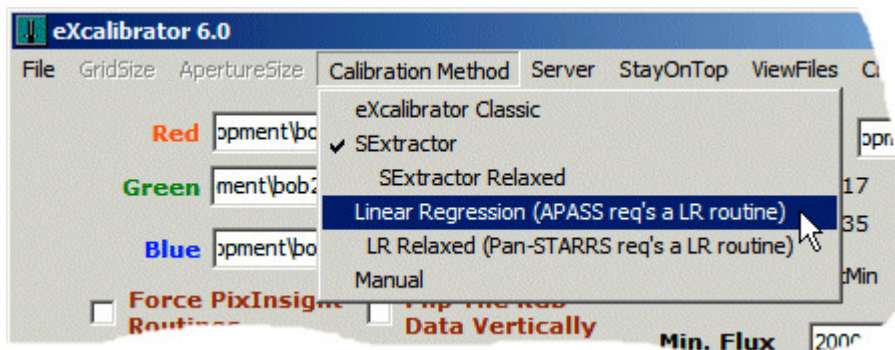 eXcalibrator 6.0
File GridSize ApertureSize Calibration Method Server StayOnTop ViewFiles
eXcalibrator Classic
SExtractor
SExtractor Relaxed
Linear Regression (APASS req's a LR routine)
LR Relaxed (Pan-STARRS req's a LR routine)
Manual
Red opment\bo
Green ment\bob2
17
35
Blue opment\bo
Force PixInsight
Routines
Flip The RGB
Data Vertically
Min. Flux 2000